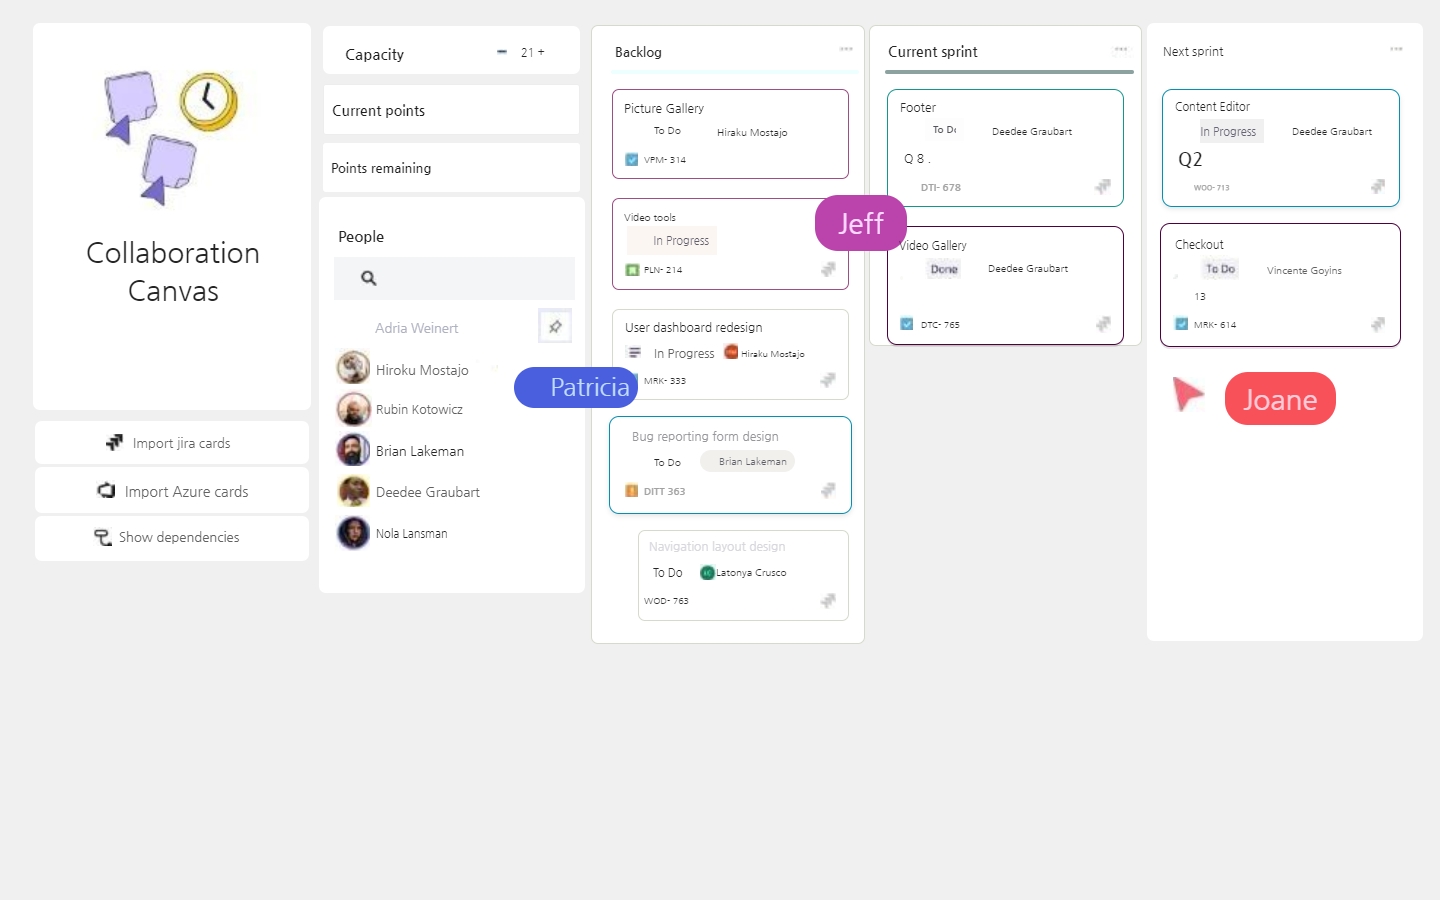 Collaboration
Canvas
Import jira cards
Import Azure cards
Show dependencies
Capacity
21 +
Current points
Points remaining
People
Adria Weinert
Hiroku Mostajo
Rubin Kotowicz
Brian Lakeman
Deedee Graubart
Nola Lansman
Patricia
Backlog
Picture Gallery
To Do Hiraku Mostajo
VPM- 314
Video tools
In Progress
PLN- 214
User dashboard redesign
In Progress Hiraku Mostajo
MRK- 333
Bug reporting form design
To Do Brian Lakeman
DITT 363
Navigation layout design
To Do Latonya Crusco
WOD- 763
Jeff
Current sprint
Footer
To Do Deedee Graubart
Q 8 .
DTI- 678
Video Gallery
Done Deedee Graubart
DTC- 765
Next sprint
Content Editor
In Progress Deedee Graubart
Q2
WOD- 713
Checkout
To Do Vincente Goyins
13
MRK- 614
Joane